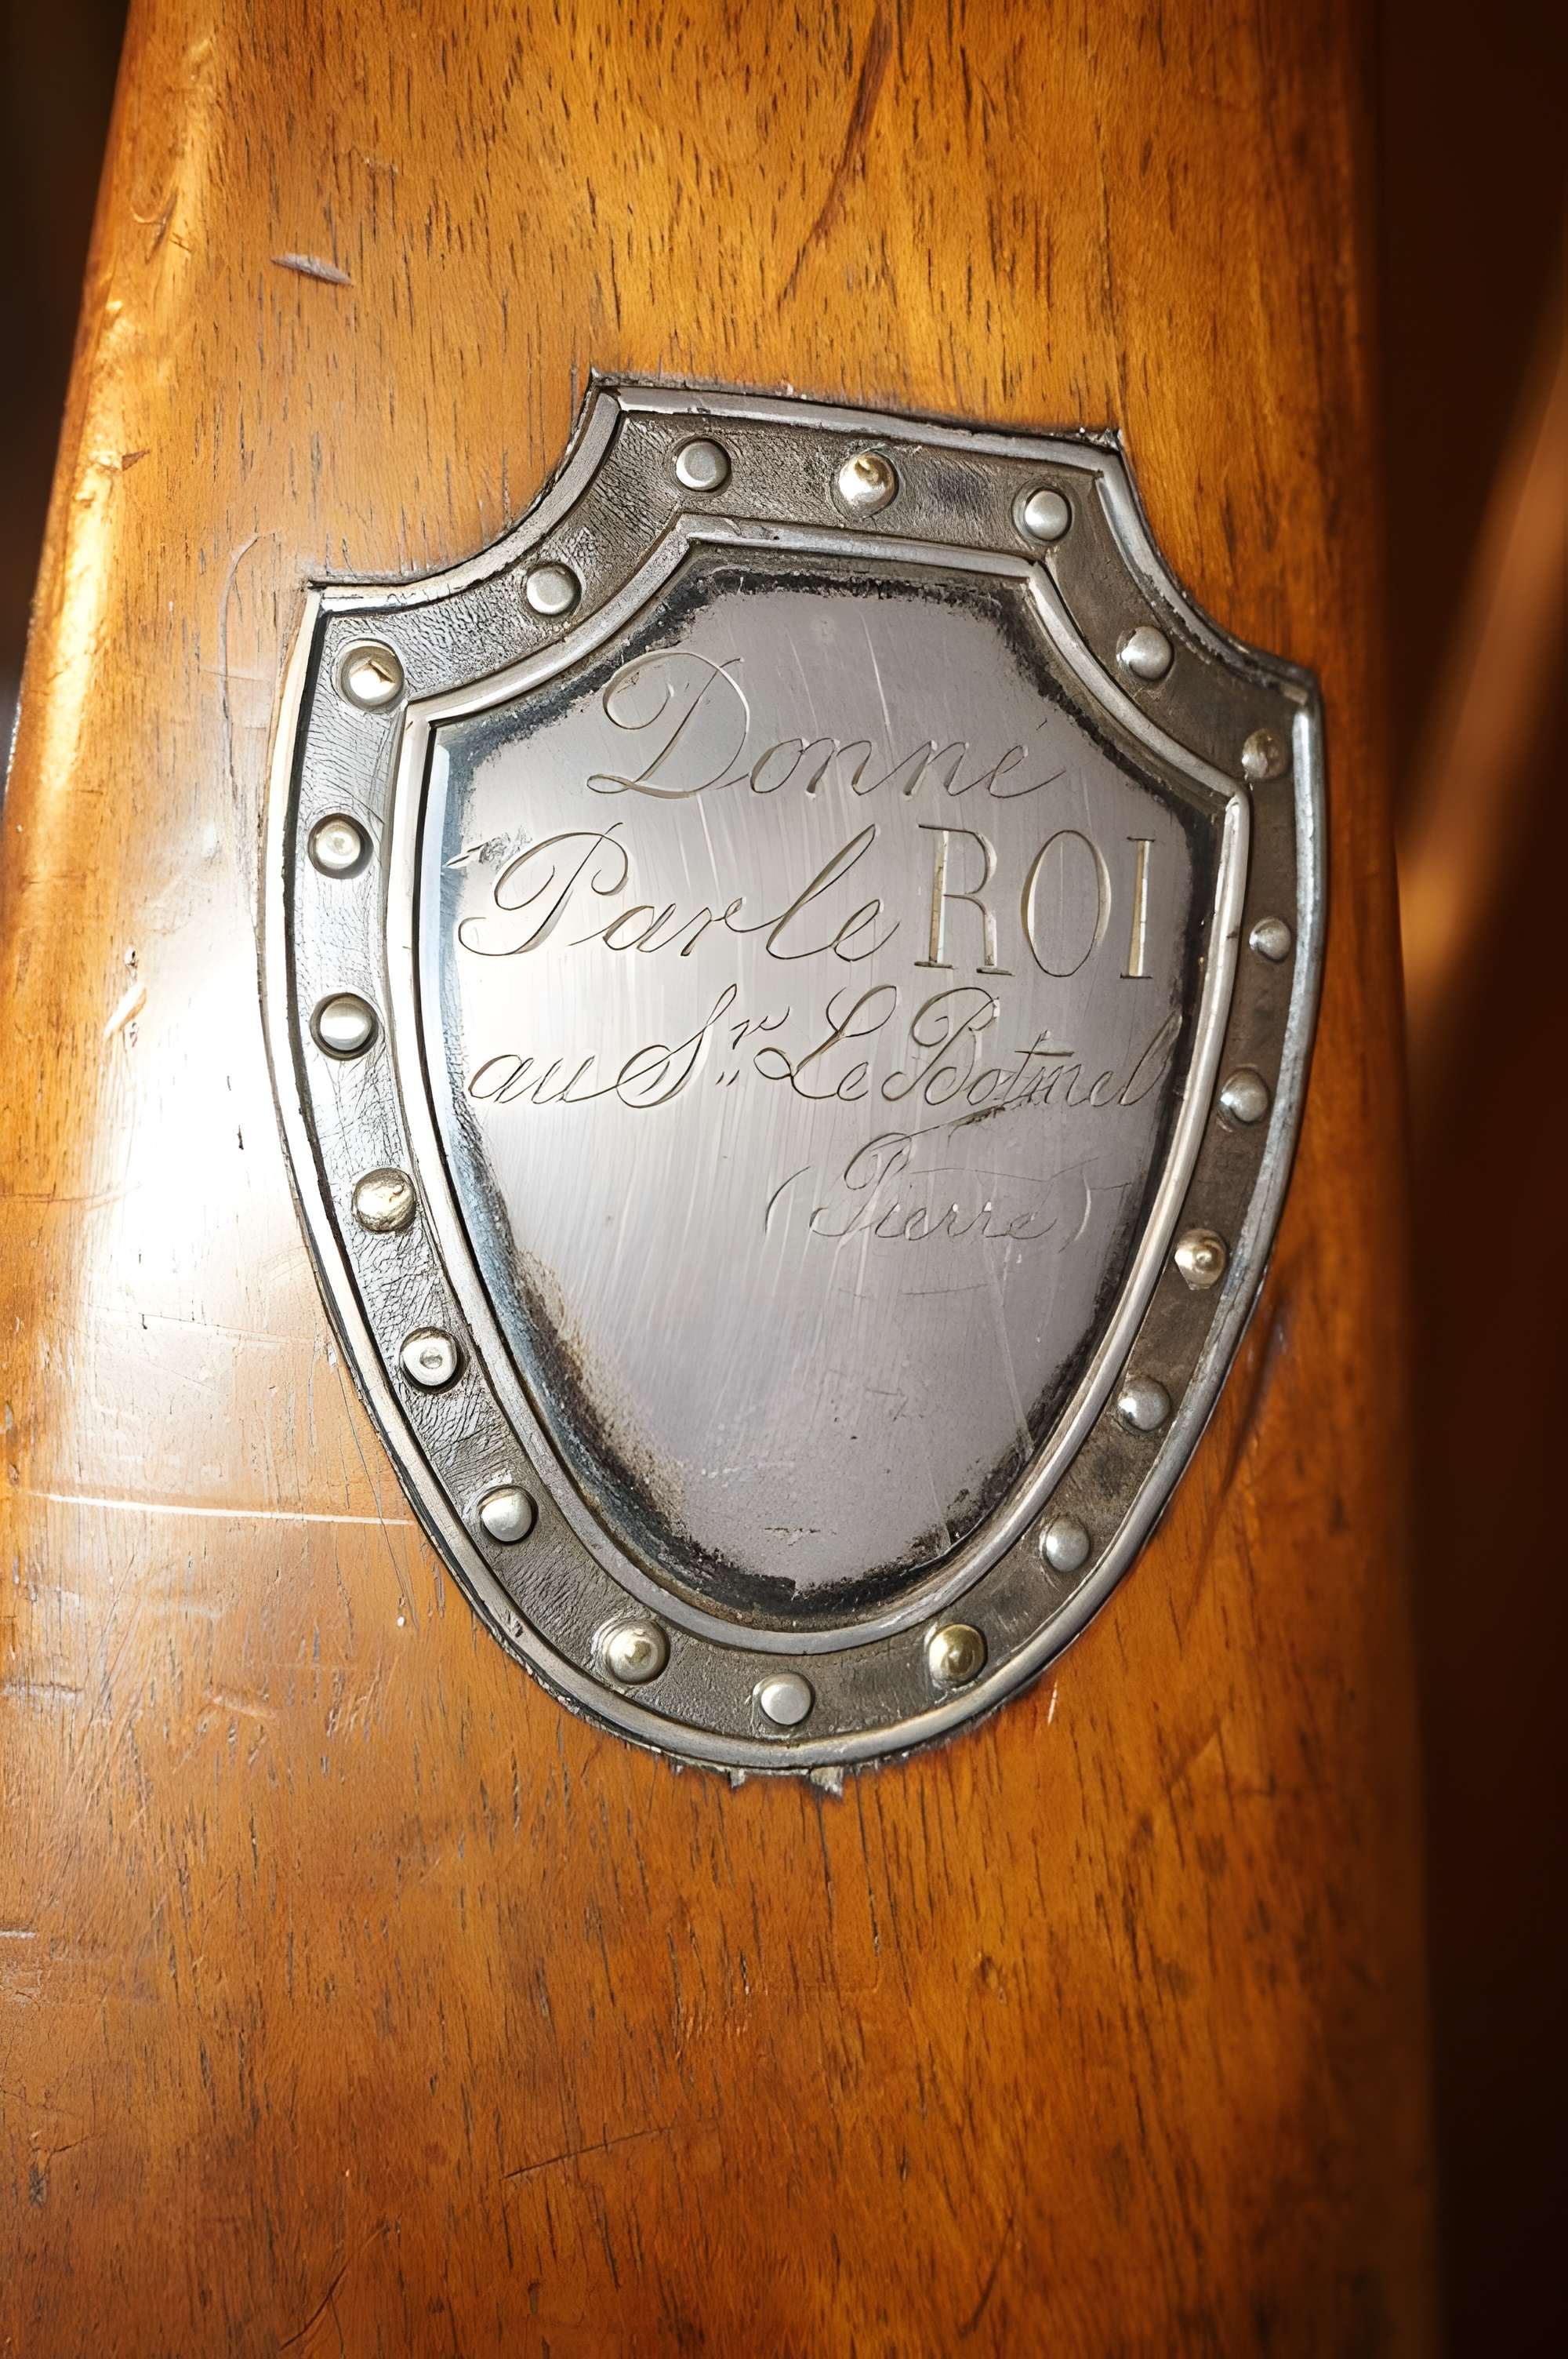 Donné
Par le ROI
au Sr. Le Botmel
(Pierre)